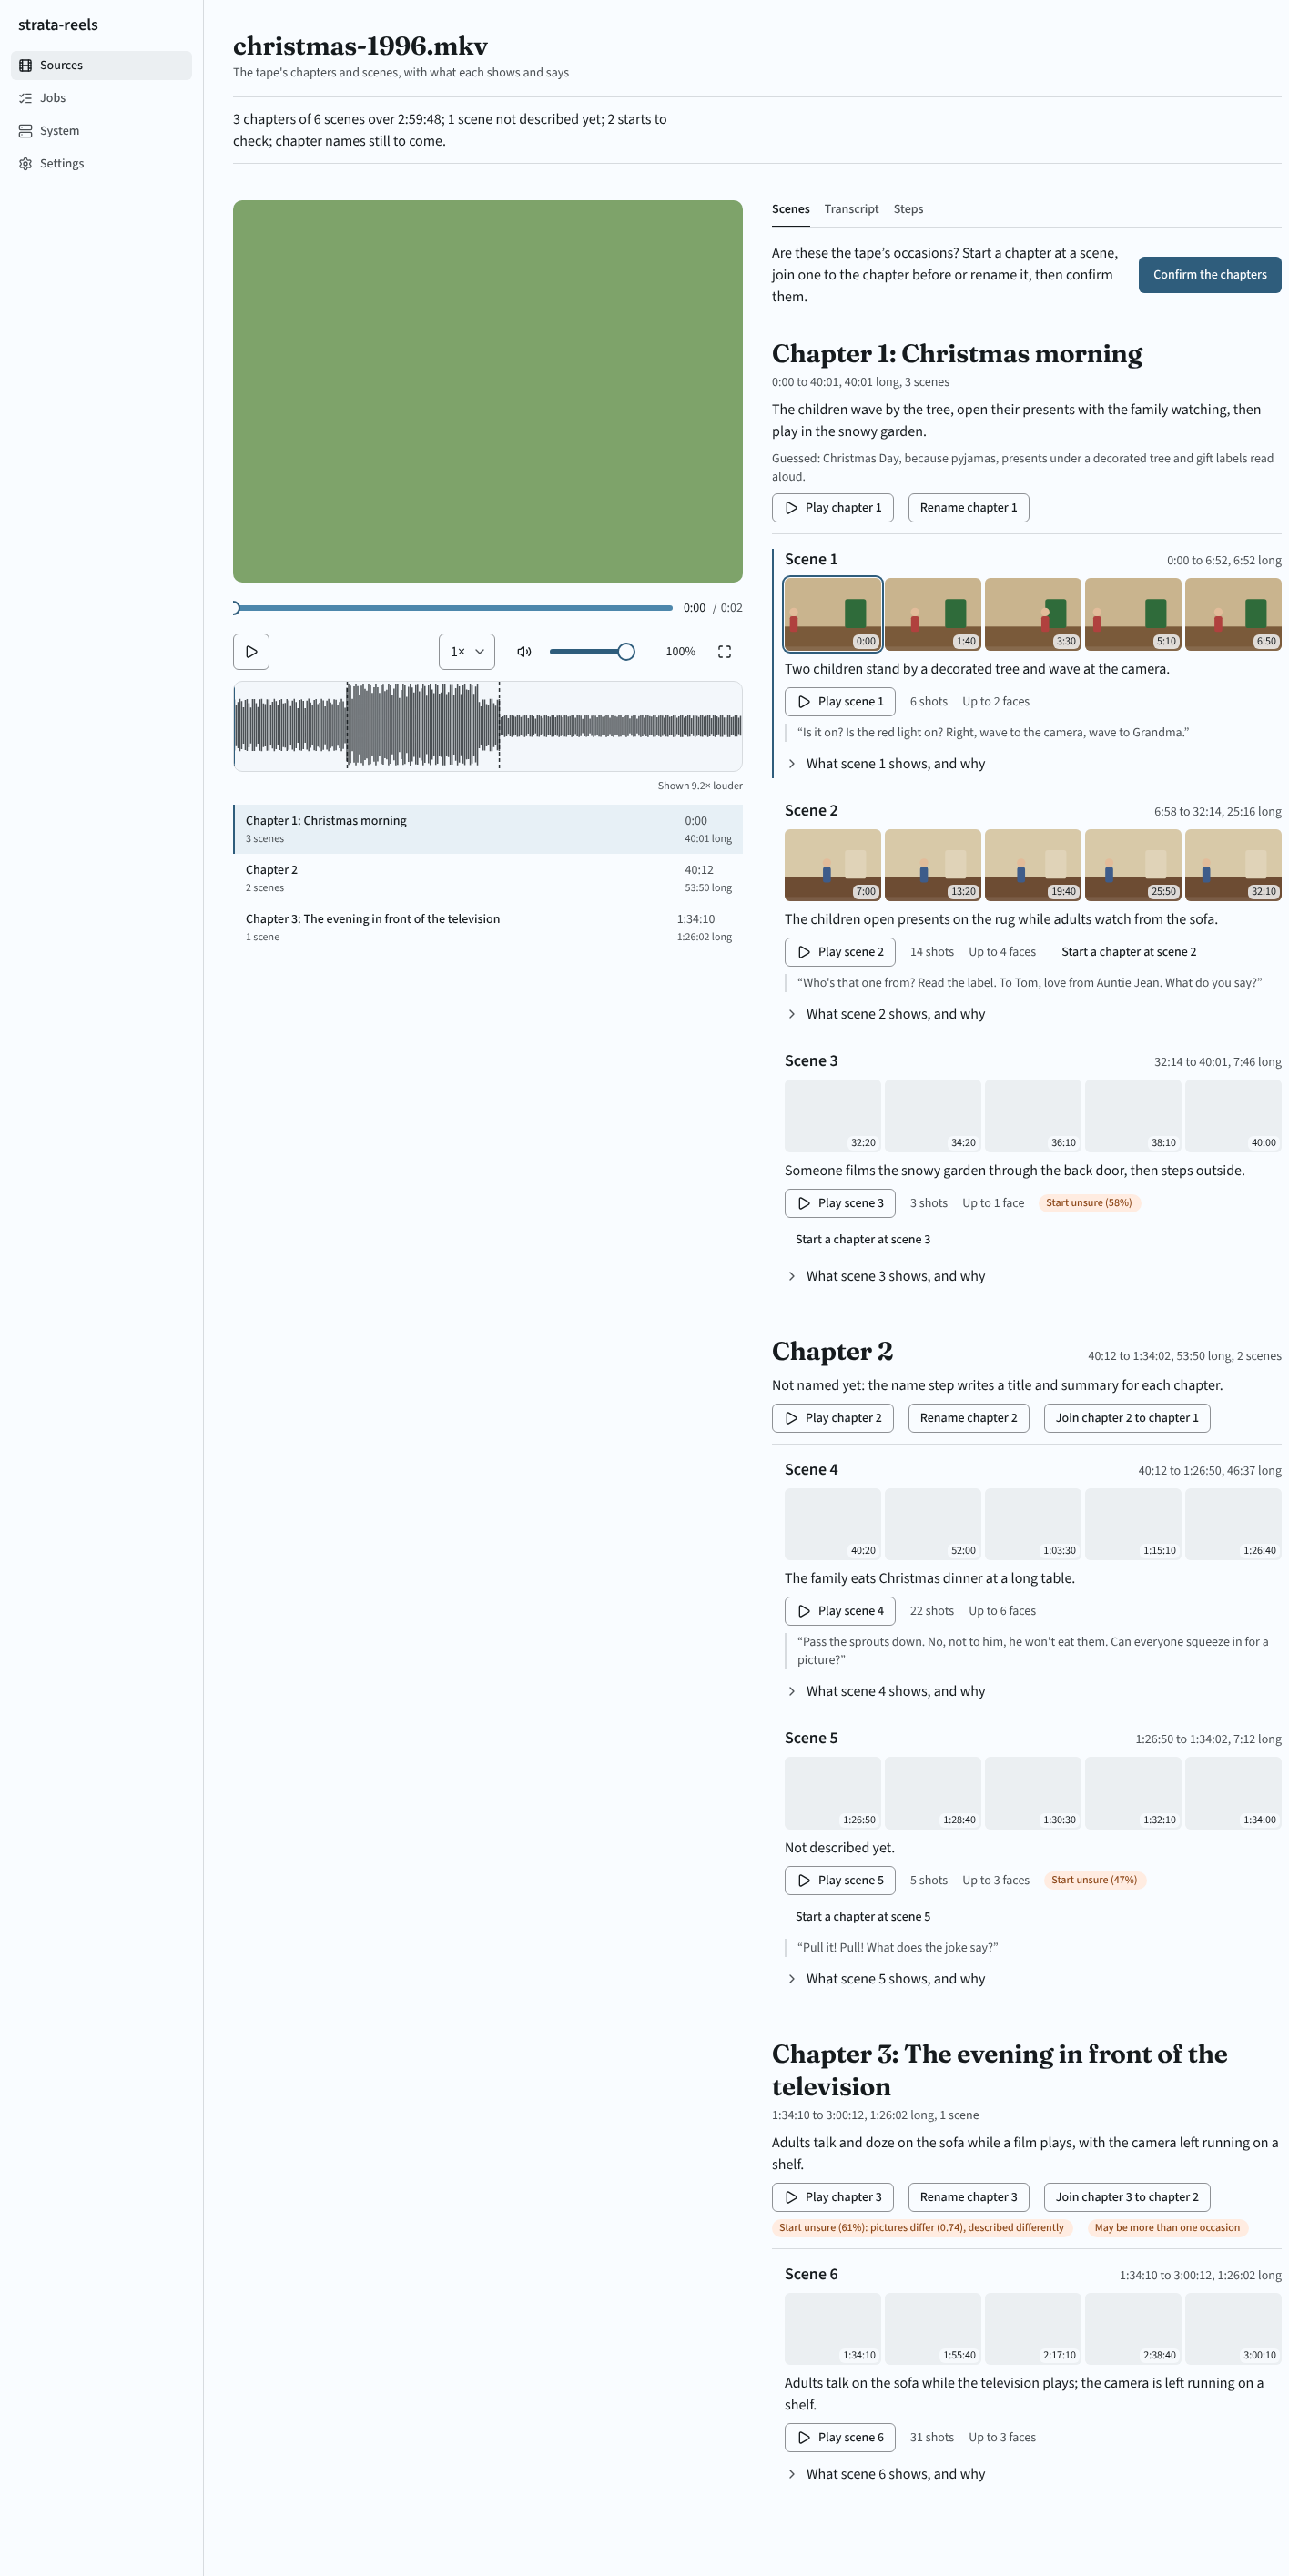 strata-reels
Sources
Jobs
System
Settings
christmas-1996.mkv
The tape's chapters and scenes, with what each shows and says
3 chapters of 6 scenes over 2:59:48; 1 scene not described yet; 2 starts to
check; chapter names still to come.
0:00 / 0:02
1×
100%
Shown 9.2× louder
Chapter 1: Christmas morning 0:00
3 scenes 40:01 long
Chapter 2 40:12
2 scenes 53:50 long
Chapter 3: The evening in front of the television 1:34:10
1 scene 1:26:02 long
Scenes Transcript Steps
Are these the tape’s occasions? Start a chapter at a scene,
join one to the chapter before or rename it, then confirm
them.
Confirm the chapters
Chapter 1: Christmas morning
0:00 to 40:01, 40:01 long, 3 scenes
The children wave by the tree, open their presents with the family watching, then
play in the snowy garden.
Guessed: Christmas Day, because pyjamas, presents under a decorated tree and gift labels read
aloud.
Play chapter 1 Rename chapter 1
Scene 1 0:00 to 6:52, 6:52 long
0:00 1:40 3:30 5:10 6:50
Two children stand by a decorated tree and wave at the camera.
Play scene 1 6 shots Up to 2 faces
“Is it on? Is the red light on? Right, wave to the camera, wave to Grandma.”
What scene 1 shows, and why
Scene 2 6:58 to 32:14, 25:16 long
7:00 13:20 19:40 25:50 32:10
The children open presents on the rug while adults watch from the sofa.
Play scene 2 14 shots Up to 4 faces Start a chapter at scene 2
“Who's that one from? Read the label. To Tom, love from Auntie Jean. What do you say?”
What scene 2 shows, and why
Scene 3 32:14 to 40:01, 7:46 long
32:20 34:20 36:10 38:10 40:00
Someone films the snowy garden through the back door, then steps outside.
Play scene 3 3 shots Up to 1 face Start unsure (58%)
Start a chapter at scene 3
What scene 3 shows, and why
Chapter 2 40:12 to 1:34:02, 53:50 long, 2 scenes
Not named yet: the name step writes a title and summary for each chapter.
Play chapter 2 Rename chapter 2 Join chapter 2 to chapter 1
Scene 4 40:12 to 1:26:50, 46:37 long
40:20 52:00 1:03:30 1:15:10 1:26:40
The family eats Christmas dinner at a long table.
Play scene 4 22 shots Up to 6 faces
“Pass the sprouts down. No, not to him, he won't eat them. Can everyone squeeze in for a
picture?”
What scene 4 shows, and why
Scene 5 1:26:50 to 1:34:02, 7:12 long
1:26:50 1:28:40 1:30:30 1:32:10 1:34:00
Not described yet.
Play scene 5 5 shots Up to 3 faces Start unsure (47%)
Start a chapter at scene 5
“Pull it! Pull! What does the joke say?”
What scene 5 shows, and why
Chapter 3: The evening in front of the
television
1:34:10 to 3:00:12, 1:26:02 long, 1 scene
Adults talk and doze on the sofa while a film plays, with the camera left running on a
shelf.
Play chapter 3 Rename chapter 3 Join chapter 3 to chapter 2
Start unsure (61%): pictures differ (0.74), described differently May be more than one occasion
Scene 6 1:34:10 to 3:00:12, 1:26:02 long
1:34:10 1:55:40 2:17:10 2:38:40 3:00:10
Adults talk on the sofa while the television plays; the camera is left running on a
shelf.
Play scene 6 31 shots Up to 3 faces
What scene 6 shows, and why